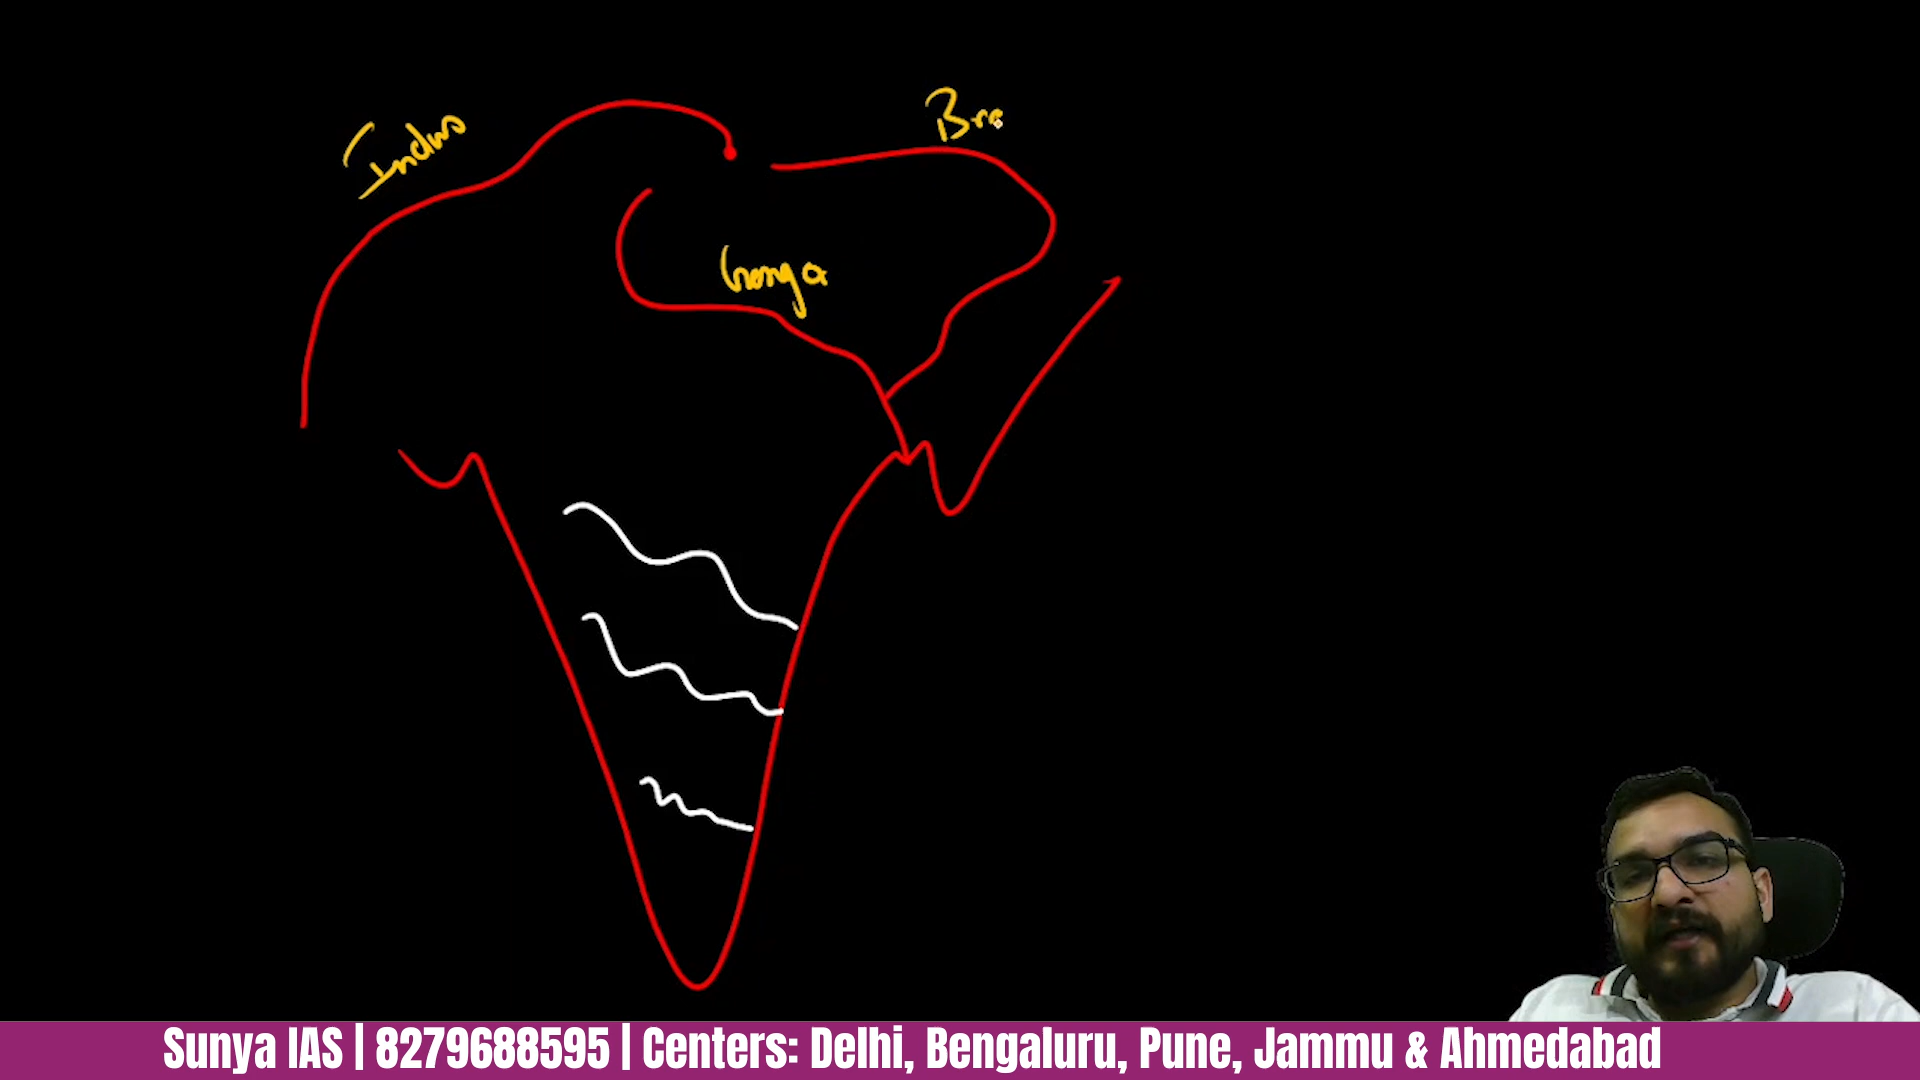 Indus
Bra
Ganga
Sunya IAS | 8279688595 | Centers: Delhi, Bengaluru, Pune, Jammu & Ahmedabad